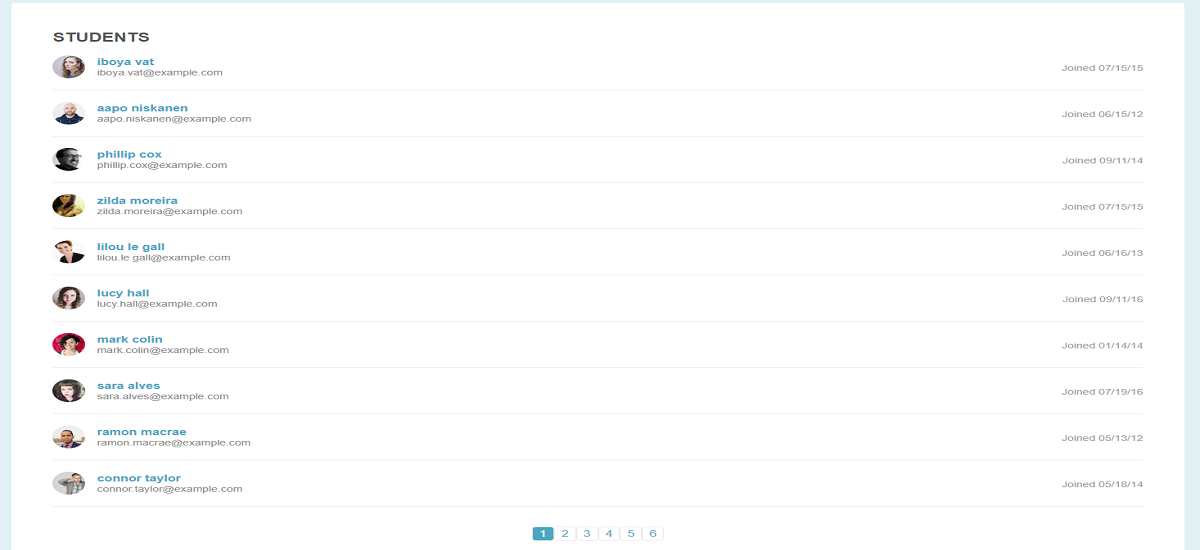 STUDENTS
iboya vat
iboya.vat@example.com
Joined 07/15/15
aapo niskanen
aapo.niskanen@example.com
Joined 06/15/12
phillip cox
phillip.cox@example.com
Joined 09/11/14
zilda moreira
zilda.moreira@example.com
Joined 07/15/15
lilou le gall
lilou.le gall@example.com
Joined 06/16/13
lucy hall
lucy.hall@example.com
Joined 09/11/16
mark colin
mark.colin@example.com
Joined 01/14/14
sara alves
sara.alves@example.com
Joined 07/19/16
ramon macrae
ramon.macrae@example.com
Joined 05/13/12
connor taylor
connor.taylor@example.com
Joined 05/18/14
1 2 3 4 5 6